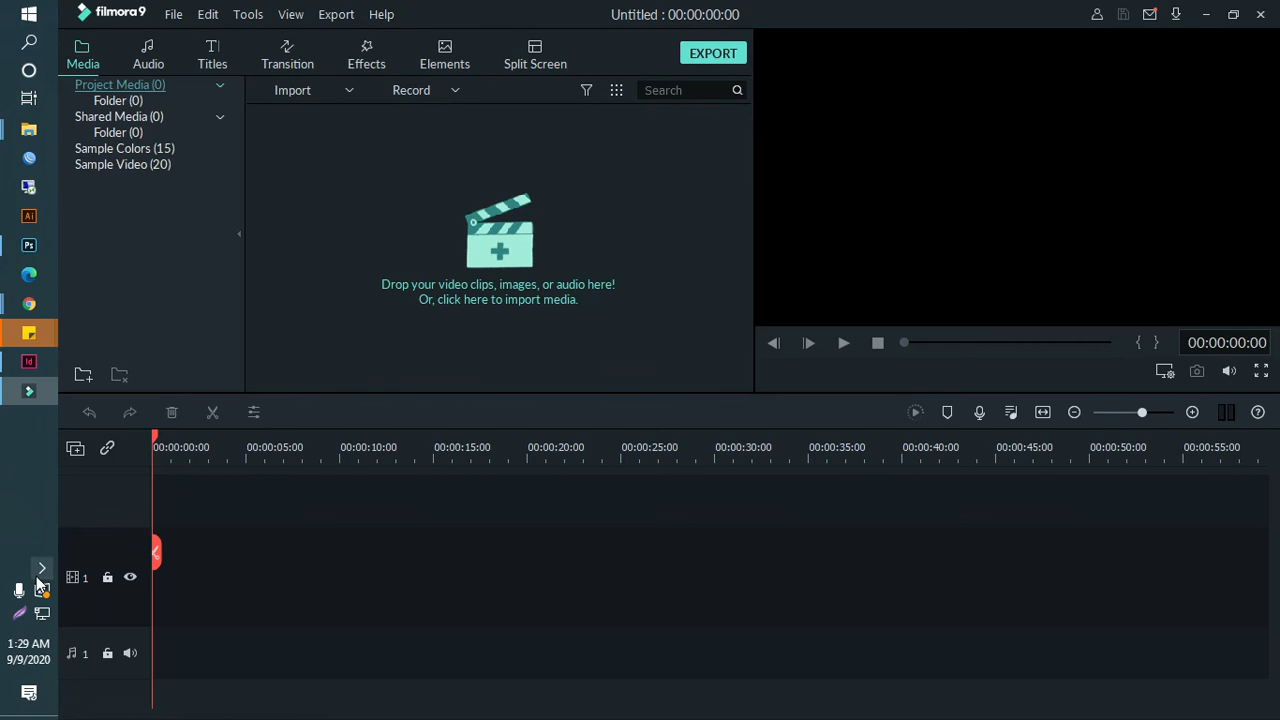 filmora9
File
Edit
Tools
View
Export
Help
Untitled : 00:00:00:00
Media
Audio
Titles
Transition
Effects
Elements
Split Screen
EXPORT
Project Media (0)
Folder (0)
Shared Media (0)
Folder (0)
Sample Colors (15)
Sample Video (20)
Import
Record
Search
Drop your video clips, images, or audio here!
Or, click here to import media.
00:00:00:00
00:00:00:00
00:00:05:00
00:00:10:00
00:00:15:00
00:00:20:00
00:00:25:00
00:00:30:00
00:00:35:00
00:00:40:00
00:00:45:00
00:00:50:00
00:00:55:00
1
1
Ai
Ps
Id
1:29 AM
9/9/2020